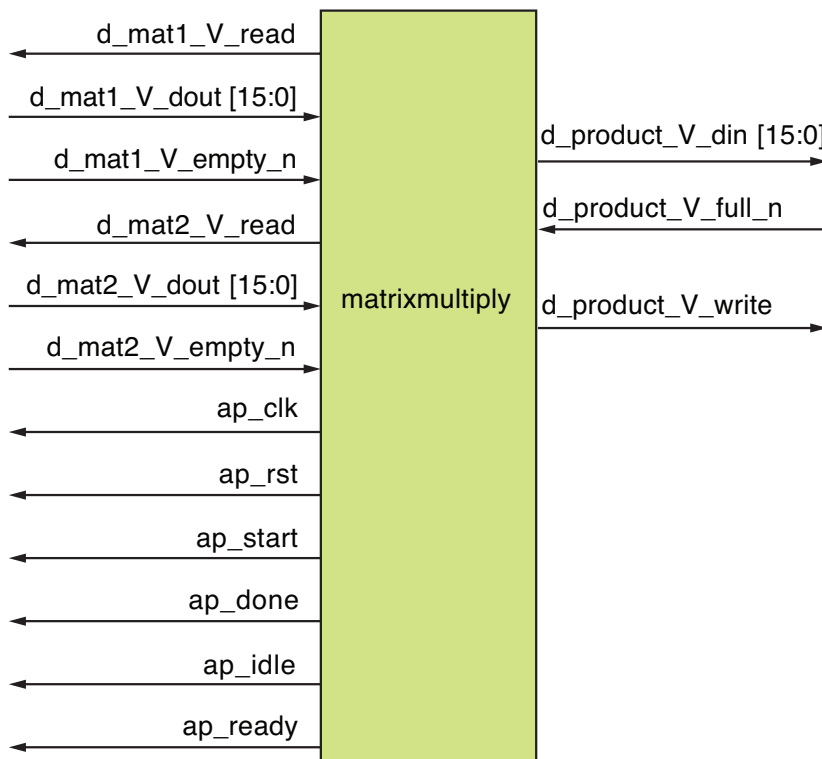 d_mat1_V_read
d_mat1_V_dout [15:0]
d_mat1_V_empty_n
d_mat2_V_read
d_mat2_V_dout [15:0]
d_mat2_V_empty_n
ap_clk
ap_rst
ap_start
ap_done
ap_idle
ap_ready
matrixmultiply
d_product_V_din [15:0]
d_product_V_full_n
d_product_V_write